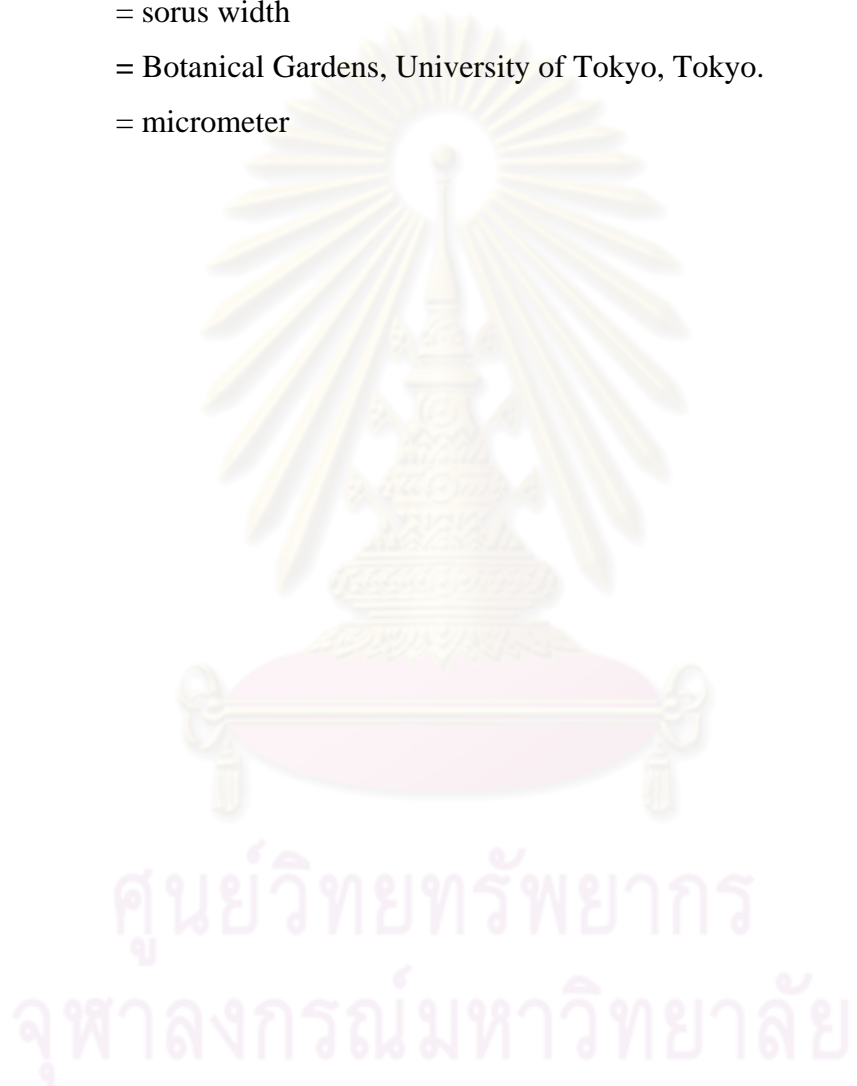 = sorus width
= Botanical Gardens, University of Tokyo, Tokyo.
= micrometer
ศูนย์วิทยทรัพยากร
จุฬาลงกรณ์มหาวิทยาลัย